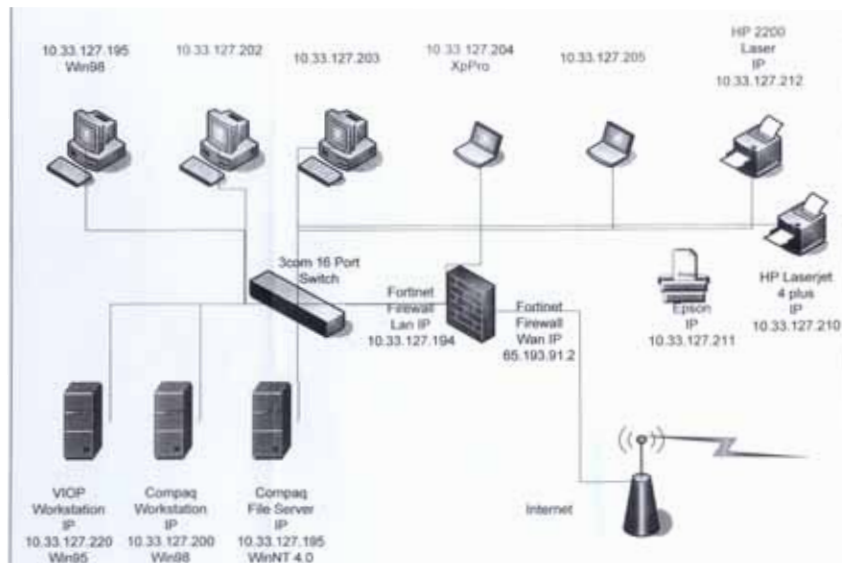 10.33.127.195
Win98
10.33.127.202
10.33.127.203
10.33.127.204
XpPro
10.33.127.205
HP 2200
Laser
IP
10.33.127.212
3com 16 Port
Switch
Fortinet
Firewall
Lan IP
10.33.127.194
Fortinet
Firewall
Wan IP
65.193.91.2
Epson
IP
10.33.127.211
HP Laserjet
4 plus
IP
10.33.127.210
VIOP
Workstation
IP
10.33.127.220
Win95
Compaq
Workstation
IP
10.33.127.200
Win98
Compaq
File Server
IP
10.33.127.195
WinNT 4.0
Internet